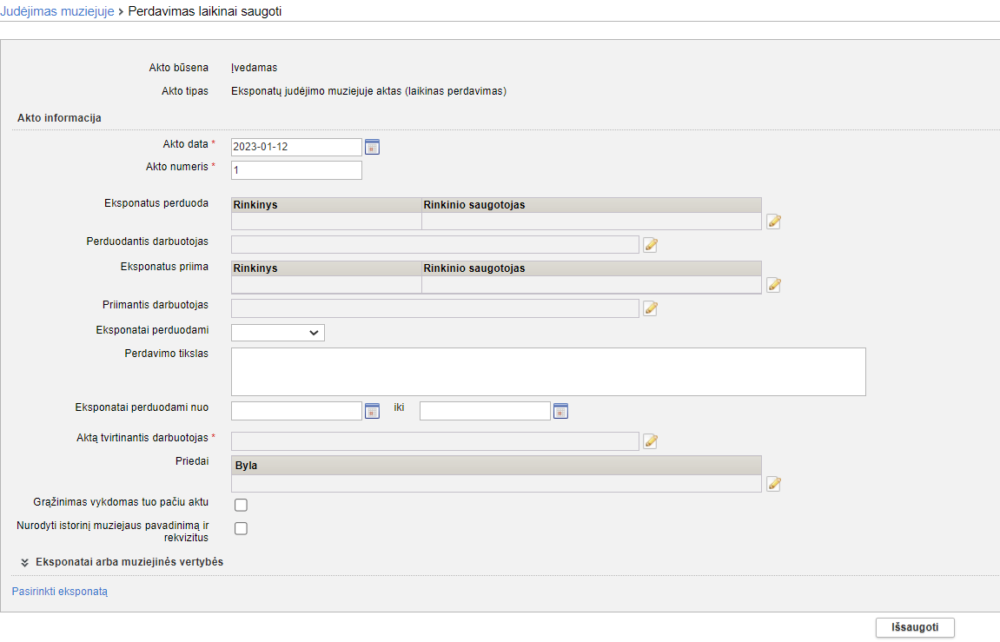 Judėjimas muziejuje › Perdavimas laikinai saugoti
Akto būsena Įvedamas
Akto tipas Eksponatų judėjimo muziejuje aktas (laikinas perdavimas)
Akto informacija
Akto data * 2023-01-12
Akto numeris * 1
Eksponatus perduoda Rinkinys Rinkinio saugotojas
Perduodantis darbuotojas
Eksponatus priima Rinkinys Rinkinio saugotojas
Priimantis darbuotojas
Eksponatai perduodami
Perdavimo tikslas
Eksponatai perduodami nuo iki
Aktą tvirtinantis darbuotojas *
Priedai Byla
Grąžinimas vykdomas tuo pačiu aktu
Nurodyti istorinį muziejaus pavadinimą ir
rekvizitus
Eksponatai arba muziejinės vertybės
Pasirinkti eksponatą
Išsaugoti